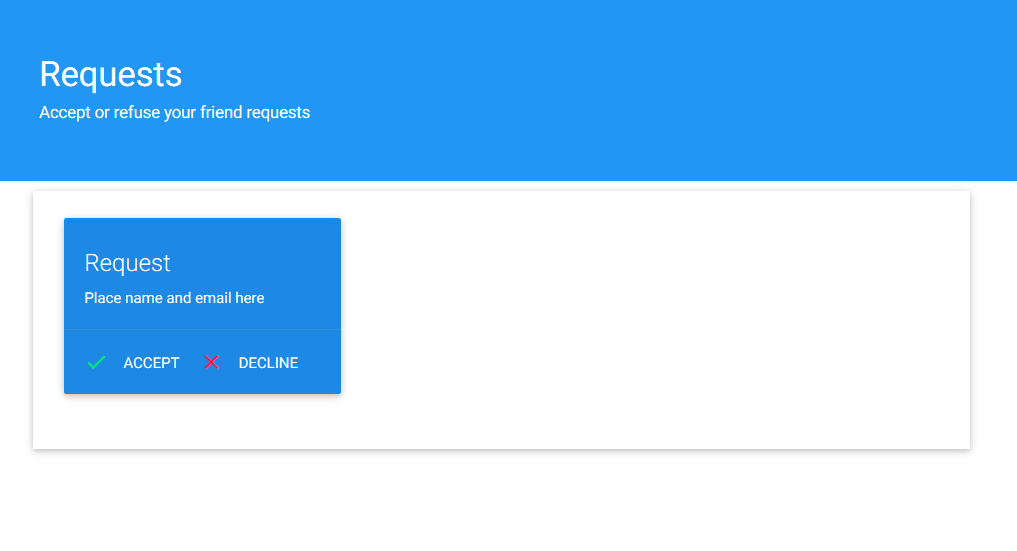 Requests
Accept or refuse your friend requests
Request
Place name and email here
ACCEPT DECLINE